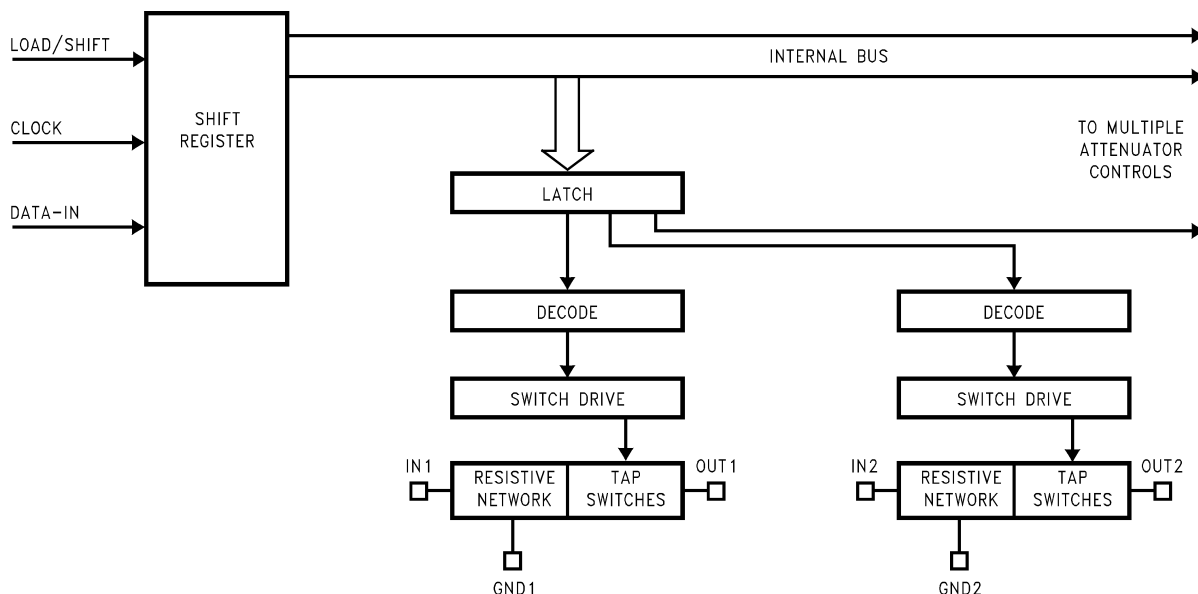 LOAD/SHIFT
CLOCK
DATA-IN
SHIFT
REGISTER
INTERNAL BUS
TO MULTIPLE
ATTENUATOR
CONTROLS
LATCH
DECODE
DECODE
SWITCH DRIVE
SWITCH DRIVE
IN1
RESISTIVE
NETWORK
TAP
SWITCHES
OUT1
GND1
IN2
RESISTIVE
NETWORK
TAP
SWITCHES
OUT2
GND2